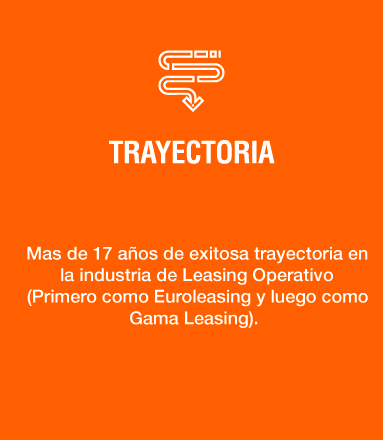 TRAYECTORIA
Mas de 17 años de exitosa trayectoria en
la industria de Leasing Operativo
(Primero como Euroleasing y luego como
Gama Leasing).